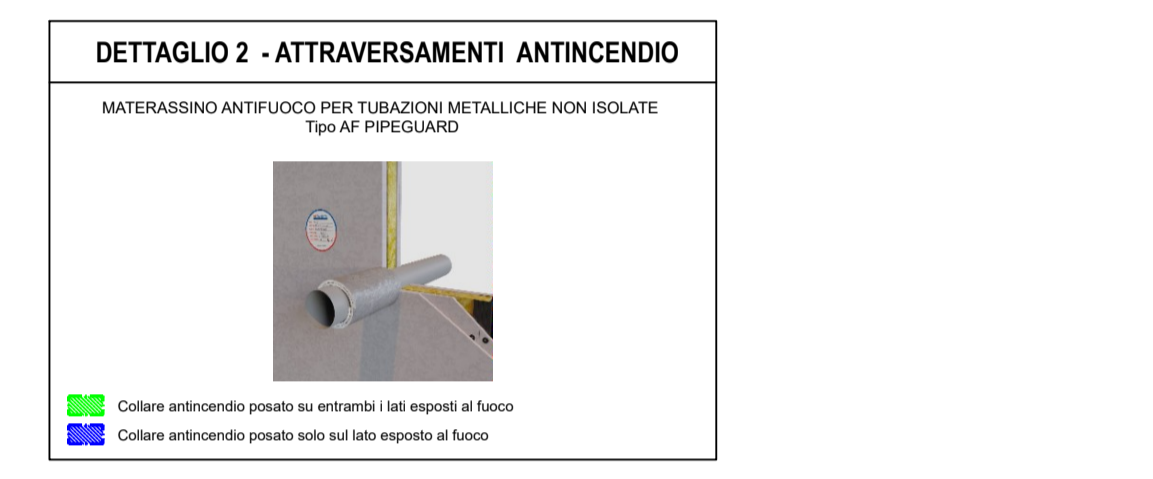 DETTAGLIO 2 - ATTRAVERSAMENTI ANTINCENDIO
MATERASSINO ANTIFUOCO PER TUBAZIONI METALLICHE NON ISOLATE
Tipo AF PIPEGUARD
Collare antincendio posato su entrambi i lati esposti al fuoco
Collare antincendio posato solo sul lato esposto al fuoco